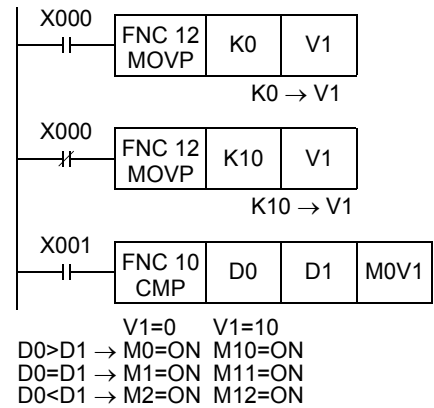 X000
FNC 12 MOVP K0 V1
K0 → V1
X000
FNC 12 MOVP K10 V1
K10 → V1
X001
FNC 10 CMP D0 D1 M0V1
V1=0 V1=10
D0>D1 → M0=ON M10=ON
D0=D1 → M1=ON M11=ON
D0<D1 → M2=ON M12=ON